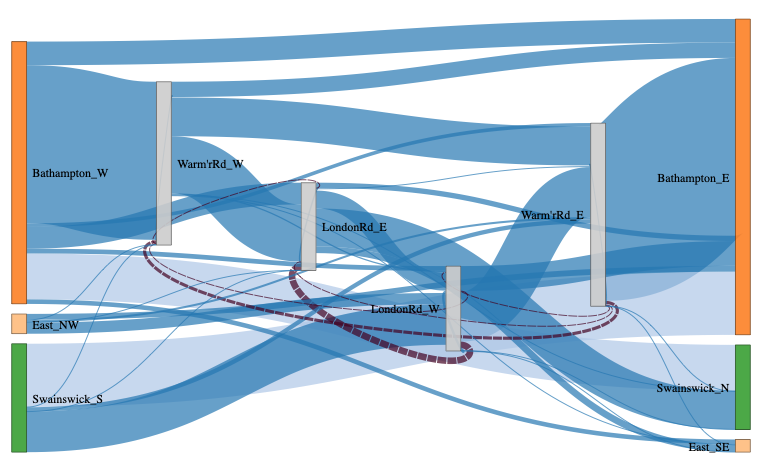 Bathampton_W
Warm'rRd_W
Bathampton_E
Warm'rRd_E
LondonRd_E
LondonRd_W
East_NW
Swainswick_N
Swainswick_S
East_SE